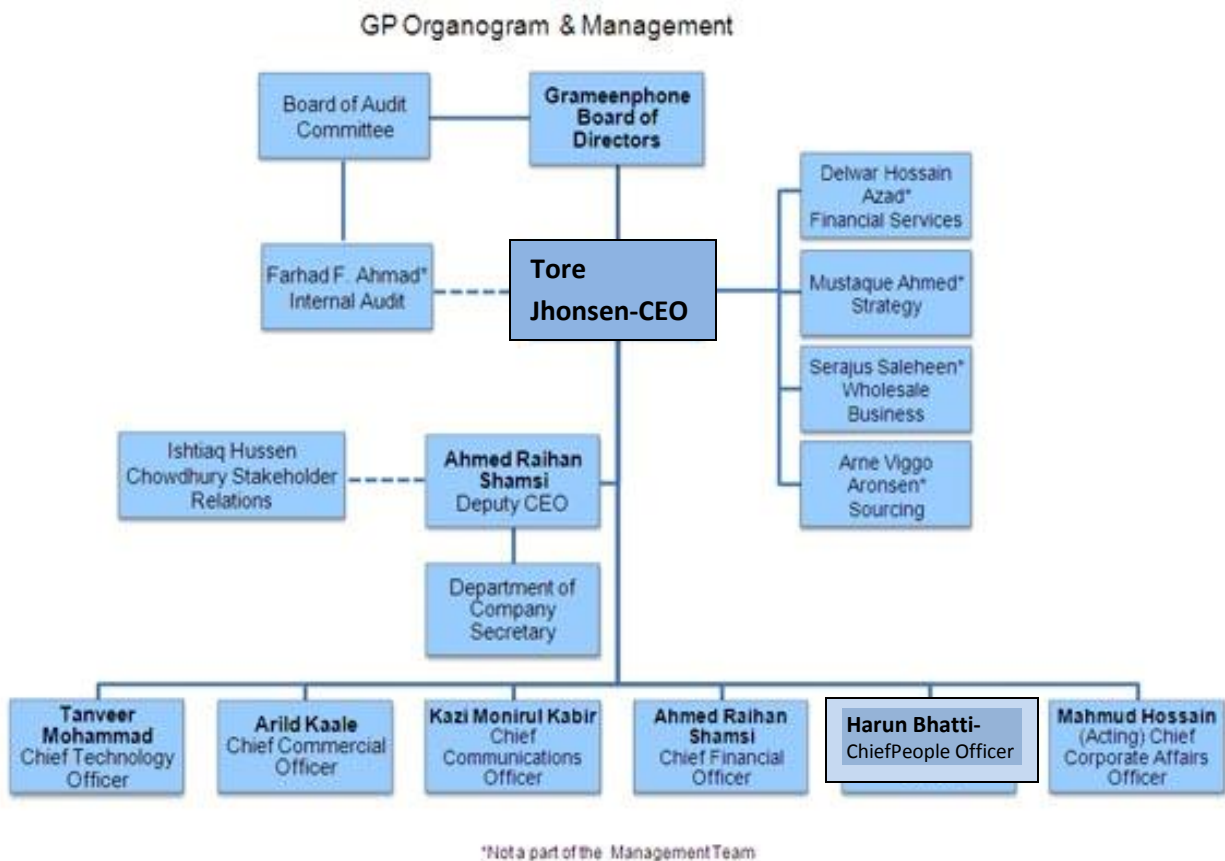 GP Organogram & Management
Board of Audit
Committee
Grameenphone
Board of
Directors
Delwar Hossain
Azad*
Financial Services
Farhad F. Ahmad*
Internal Audit
Tore
Jhonsen-CEO
Mustaque Ahmed*
Strategy
Serajus Saleheen*
Wholesale
Business
Ishtiaq Hussen
Chowdhury Stakeholder
Relations
Ahmed Raihan
Shamsi
Deputy CEO
Arne Viggo
Aronsen*
Sourcing
Department of
Company
Secretary
Tanveer
Mohammad
Chief Technology
Officer
Arild Kaale
Chief Commercial
Officer
Kazi Monirul Kabir
Chief
Communications
Officer
Ahmed Raihan
Shamsi
Chief Financial
Officer
Harun Bhatti-
ChiefPeople Officer
Mahmud Hossain
(Acting) Chief
Corporate Affairs
Officer
*Not a part of the Management Team